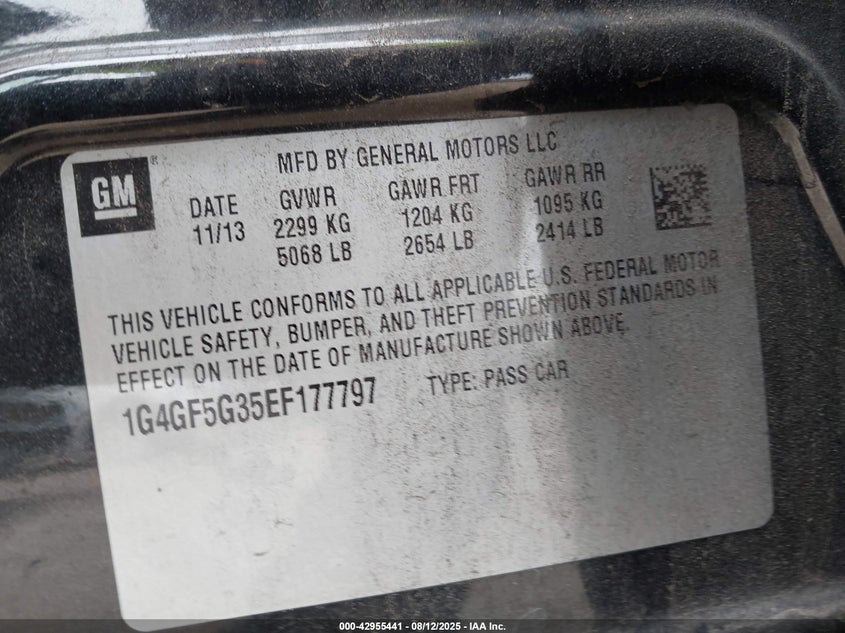 GM
®
MFD BY GENERAL MOTORS LLC
DATE
11/13
GVWR
2299 KG
5068 LB
GAWR FRT
1204 KG
2654 LB
GAWR RR
1095 KG
2414 LB
THIS VEHICLE CONFORMS TO ALL APPLICABLE U.S. FEDERAL MOTOR
VEHICLE SAFETY, BUMPER, AND THEFT PREVENTION STANDARDS IN
EFFECT ON THE DATE OF MANUFACTURE SHOWN ABOVE.
1G4GF5G35EF177797 TYPE: PASS CAR
000-42955441 - 08/12/2025 - IAA Inc.